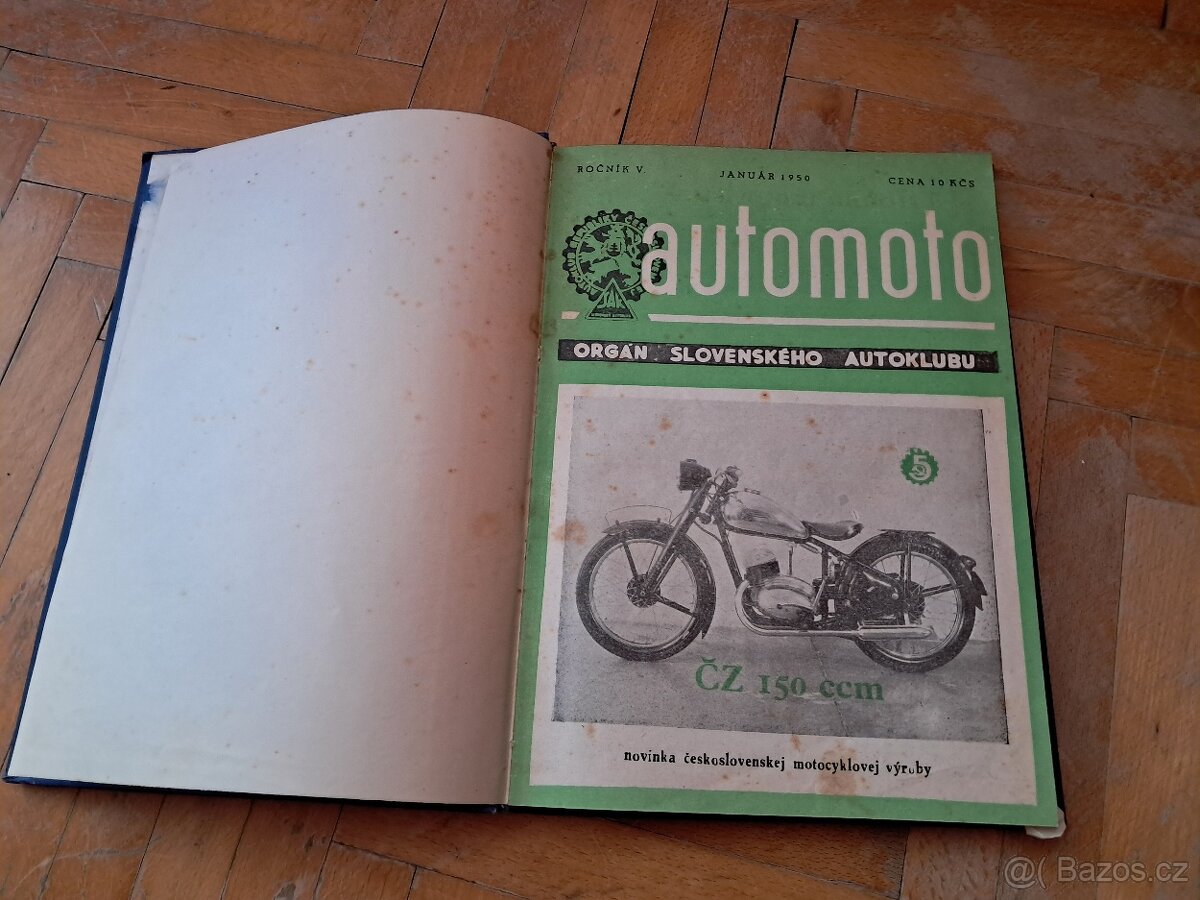 ROČNÍK V. JANUÁR 1950 CENA 10 KČS
automoto
SAK
ORGÁN SLOVENSKÉHO AUTOKLUBU
ČZ 150 ccm
novinka československej motocyklovej výroby
Bazos.cz